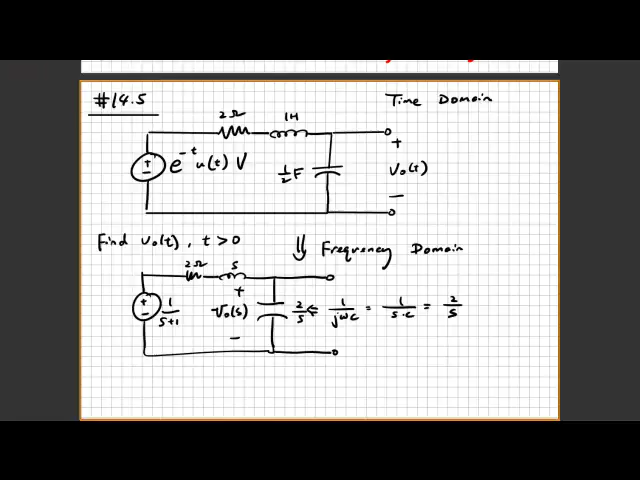 #14.5
Time Domain
2Ω 1H
+
e^-t u(t) V
+
−
1/2 F
Vo(t)
−
Find vo(t), t > 0
⇓ Frequency Domain
2Ω s
+
+
−
1/(s+1)
Vo(s)
2/s ⇐ 1/jωc = 1/s·c = 2/s
−